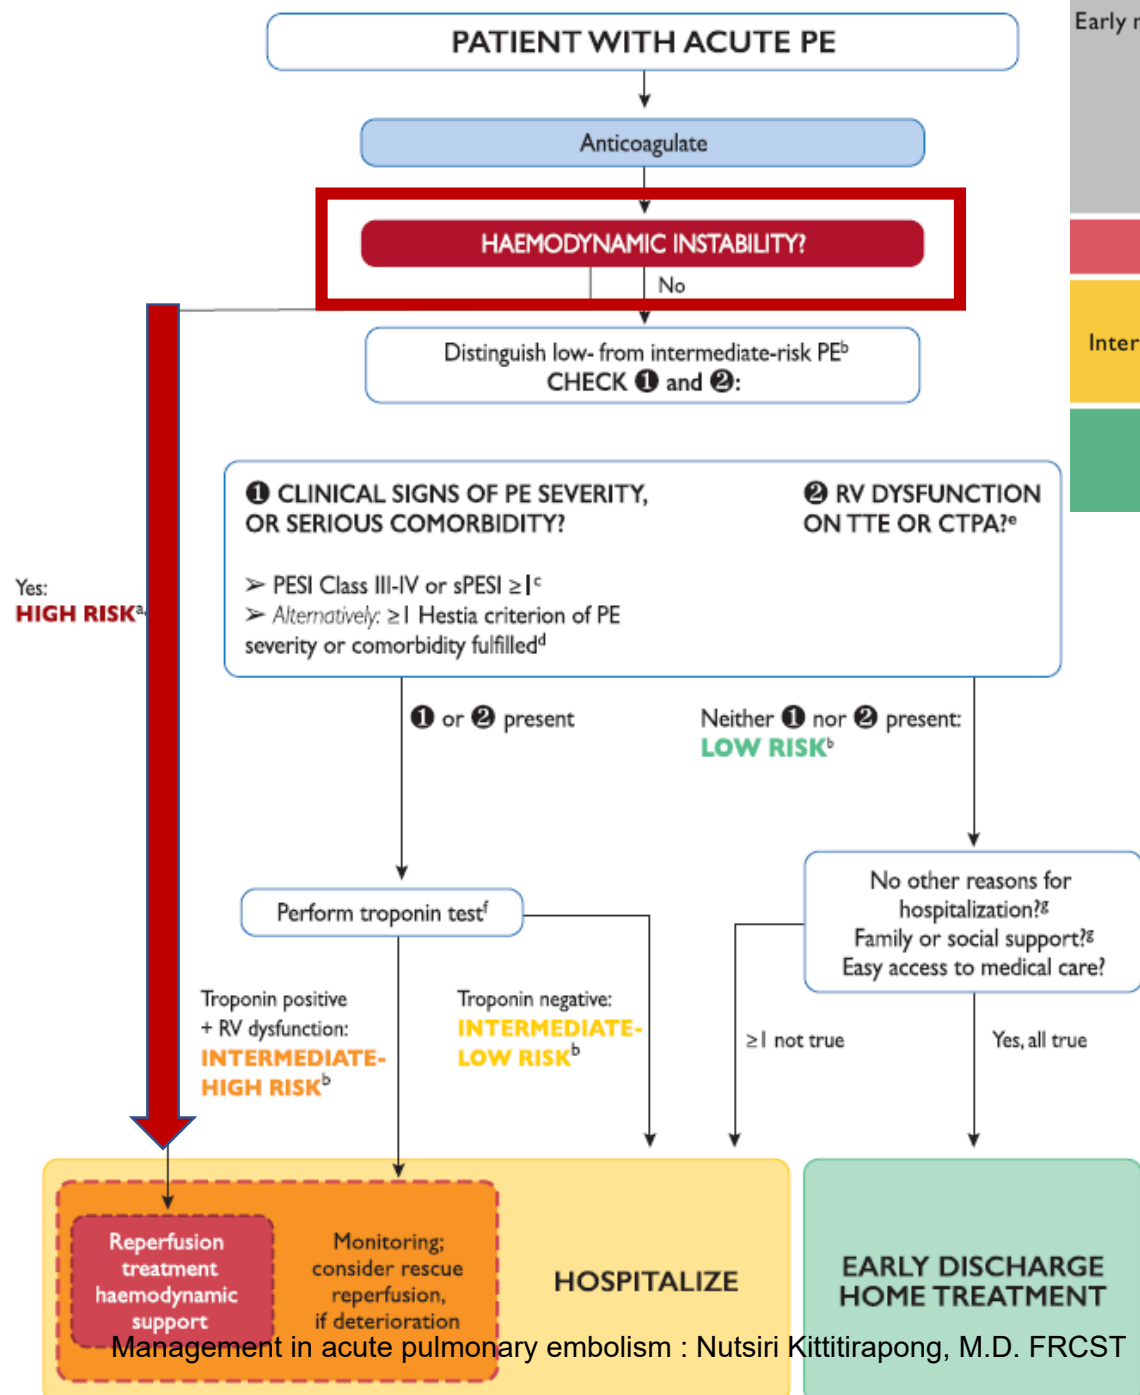 PATIENT WITH ACUTE PE
Early
Anticoagulate
HAEMODYNAMIC INSTABILITY?
No
Distinguish low- from intermediate-risk PEᵇ
CHECK ❶ and ❷:
Inter
❶ CLINICAL SIGNS OF PE SEVERITY,
OR SERIOUS COMORBIDITY?
➢ PESI Class III-IV or sPESI ≥1ᶜ
➢ Alternatively: ≥1 Hestia criterion of PE
severity or comorbidity fulfilledᵈ
❷ RV DYSFUNCTION
ON TTE OR CTPA?ᵉ
Yes:
HIGH RISKᵃ,
❶ or ❷ present
Neither ❶ nor ❷ present:
LOW RISKᵇ
Perform troponin testᶠ
No other reasons for
hospitalization?ᵍ
Family or social support?ᵍ
Easy access to medical care?
Troponin positive
+ RV dysfunction:
INTERMEDIATE-
HIGH RISKᵇ
Troponin negative:
INTERMEDIATE-
LOW RISKᵇ
≥1 not true
Yes, all true
Reperfusion
treatment
haemodynamic
support
Monitoring;
consider rescue
reperfusion,
if deterioration
HOSPITALIZE
EARLY DISCHARGE
HOME TREATMENT
Management in acute pulmonary embolism : Nutsiri Kittitirapong, M.D. FRCST